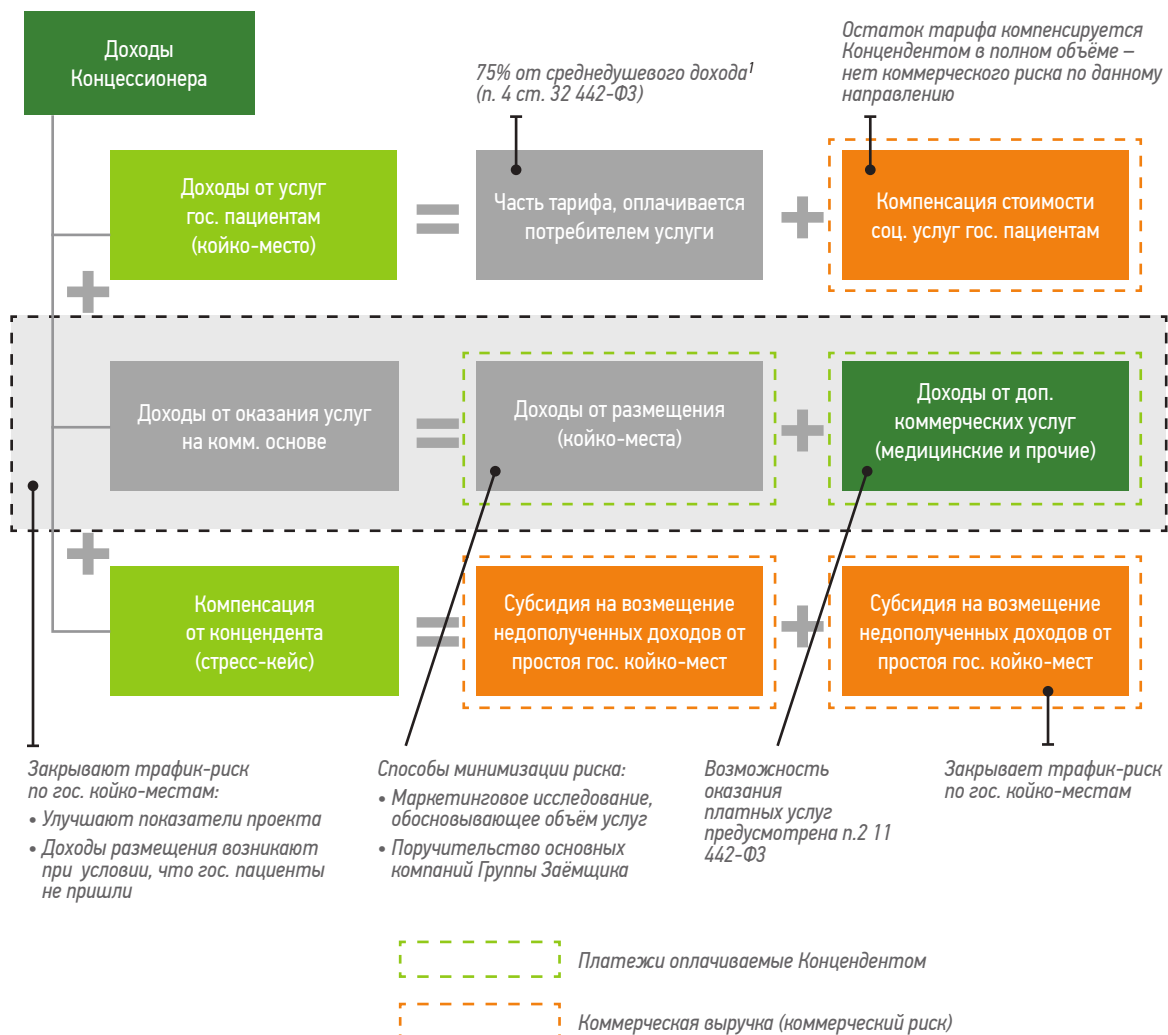 Доходы
Концессионера
75% от среднедушевого дохода¹
(п. 4 ст. 32 442-ФЗ)
Остаток тарифа компенсируется
Концендентом в полном объёме –
нет коммерческого риска по данному
направлению
Доходы от услуг
гос. пациентам
(койко-место)
=
Часть тарифа, оплачивается
потребителем услуги
+
Компенсация стоимости
соц. услуг гос. пациентам
+
Доходы от оказания услуг
на комм. основе
=
Доходы от размещения
(койко-места)
+
Доходы от доп.
коммерческих услуг
(медицинские и прочие)
+
Компенсация
от концендента
(стресс-кейс)
=
Субсидия на возмещение
недополученных доходов от
простоя гос. койко-мест
+
Субсидия на возмещение
недополученных доходов от
простоя гос. койко-мест
Закрывают трафик-риск
по гос. койко-местам:
• Улучшают показатели проекта
• Доходы размещения возникают
при условии, что гос. пациенты
не пришли
Способы минимизации риска:
• Маркетинговое исследование,
обосновывающее объём услуг
• Поручительство основных
компаний Группы Заёмщика
Возможность
оказания
платных услуг
предусмотрена п.2 11
442-ФЗ
Закрывает трафик-риск
по гос. койко-местам
Платежи оплачиваемые Концендентом
Коммерческая выручка (коммерческий риск)